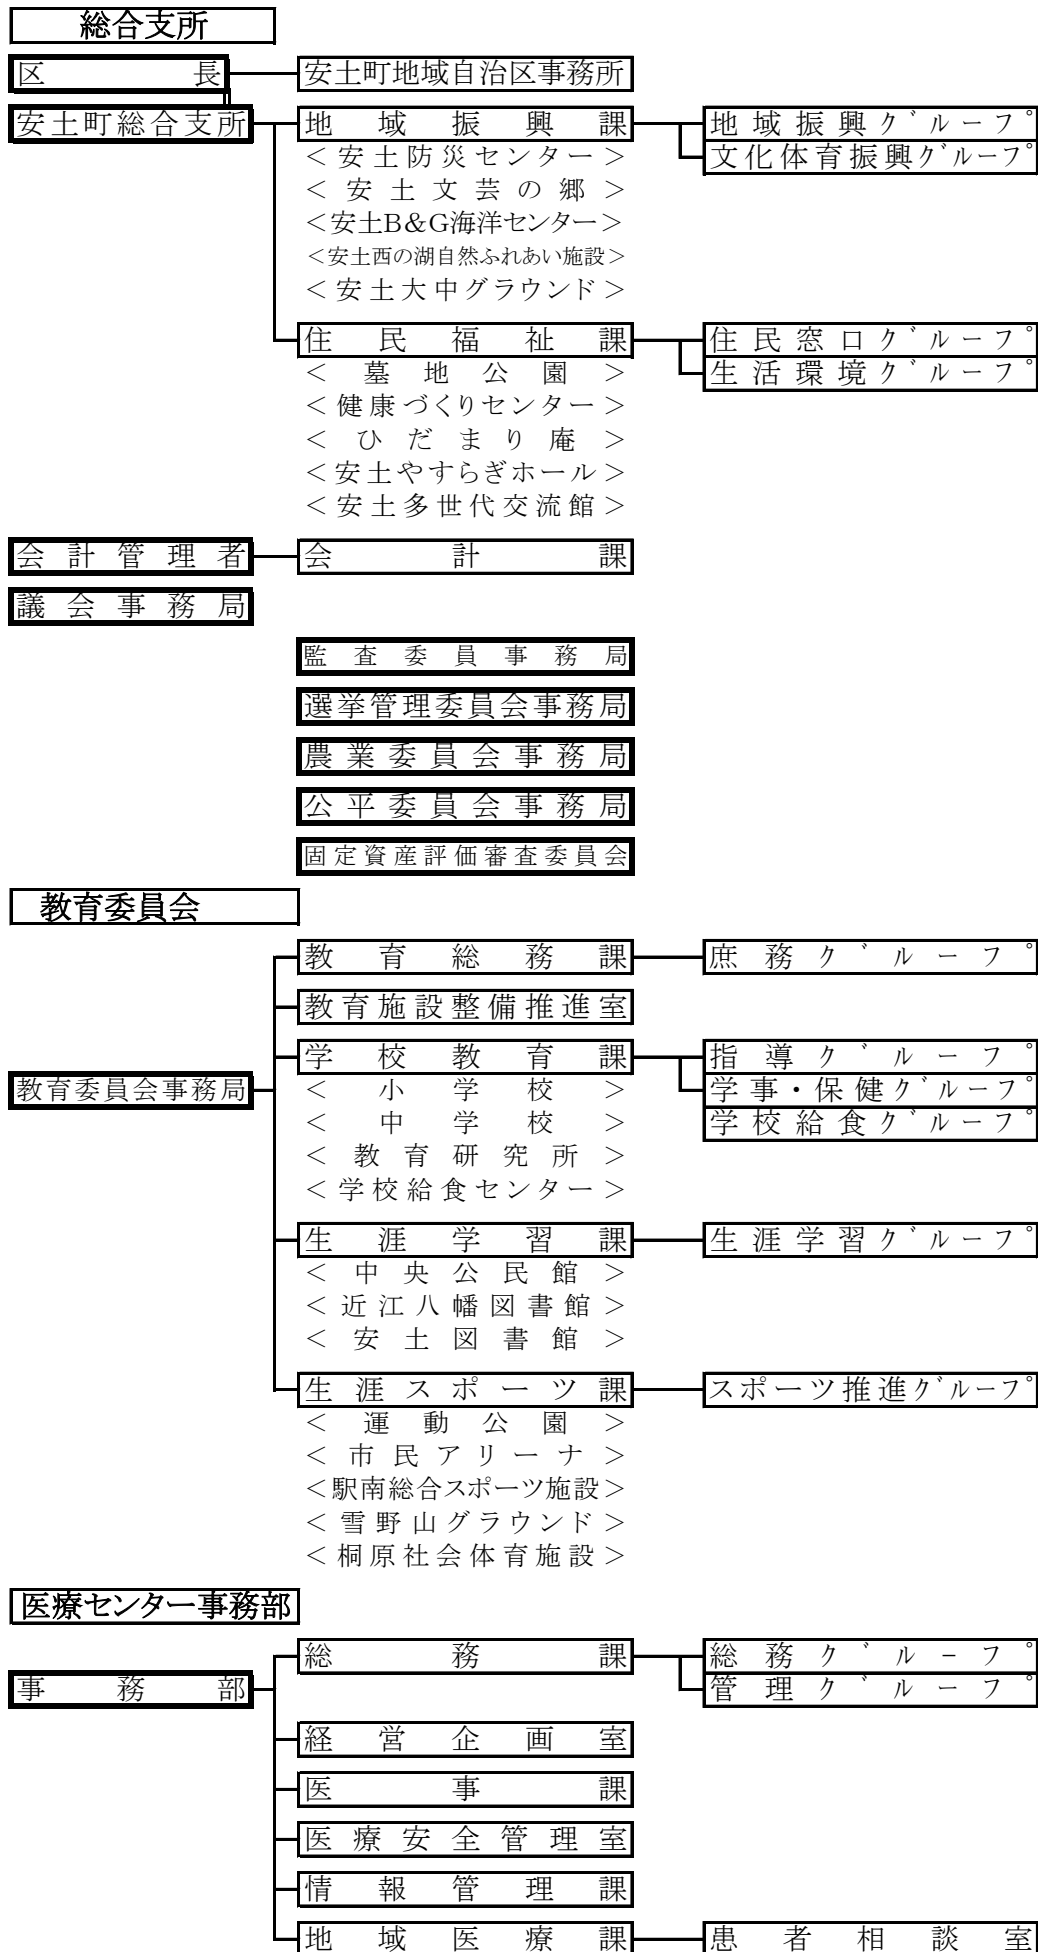 総合支所
区長 安土町地域自治区事務所
安土町総合支所 地域振興課 地域振興グループ
＜安土防災センター＞ 文化体育振興グループ
＜安土文芸の郷＞
＜安土B&G海洋センター＞
＜安土西の湖自然ふれあい施設＞
＜安土大中グラウンド＞
住民福祉課 住民窓口グループ
＜墓地公園＞ 生活環境グループ
＜健康づくりセンター＞
＜ひだまり庵＞
＜安土やすらぎホール＞
＜安土多世代交流館＞
会計管理者 会計課
議会事務局
監査委員事務局
選挙管理委員会事務局
農業委員会事務局
公平委員会事務局
固定資産評価審査委員会
教育委員会
教育総務課 庶務グループ
教育施設整備推進室
学校教育課 指導グループ
教育委員会事務局 ＜小学校＞ 学事・保健グループ
＜中学校＞ 学校給食グループ
＜教育研究所＞
＜学校給食センター＞
生涯学習課 生涯学習グループ
＜中央公民館＞
＜近江八幡図書館＞
＜安土図書館＞
生涯スポーツ課 スポーツ推進グループ
＜運動公園＞
＜市民アリーナ＞
＜駅南総合スポーツ施設＞
＜雪野山グラウンド＞
＜桐原社会体育施設＞
医療センター事務部
総務課 総務グループ
事務部 管理グループ
経営企画室
医事課
医療安全管理室
情報管理課
地域医療課 患者相談室